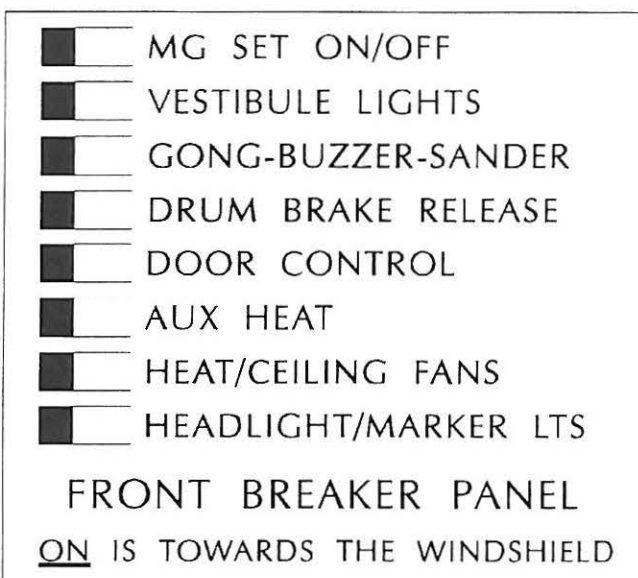 MG SET ON/OFF
VESTIBULE LIGHTS
GONG-BUZZER-SANDER
DRUM BRAKE RELEASE
DOOR CONTROL
AUX HEAT
HEAT/CEILING FANS
HEADLIGHT/MARKER LTS
FRONT BREAKER PANEL
ON IS TOWARDS THE WINDSHIELD